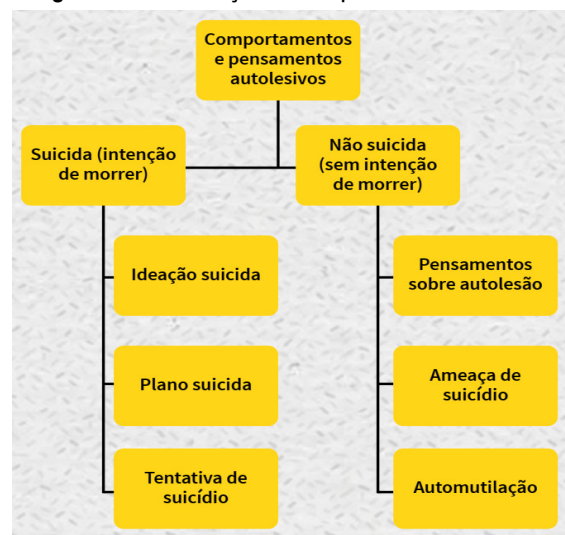 Comportamentos
e pensamentos
autolesivos
Suicida (intenção
de morrer)
Não suicida
(sem intenção
de morrer)
Ideação suicida
Pensamentos
sobre autolesão
Plano suicida
Ameaça de
suicídio
Tentativa de
suicídio
Automutilação